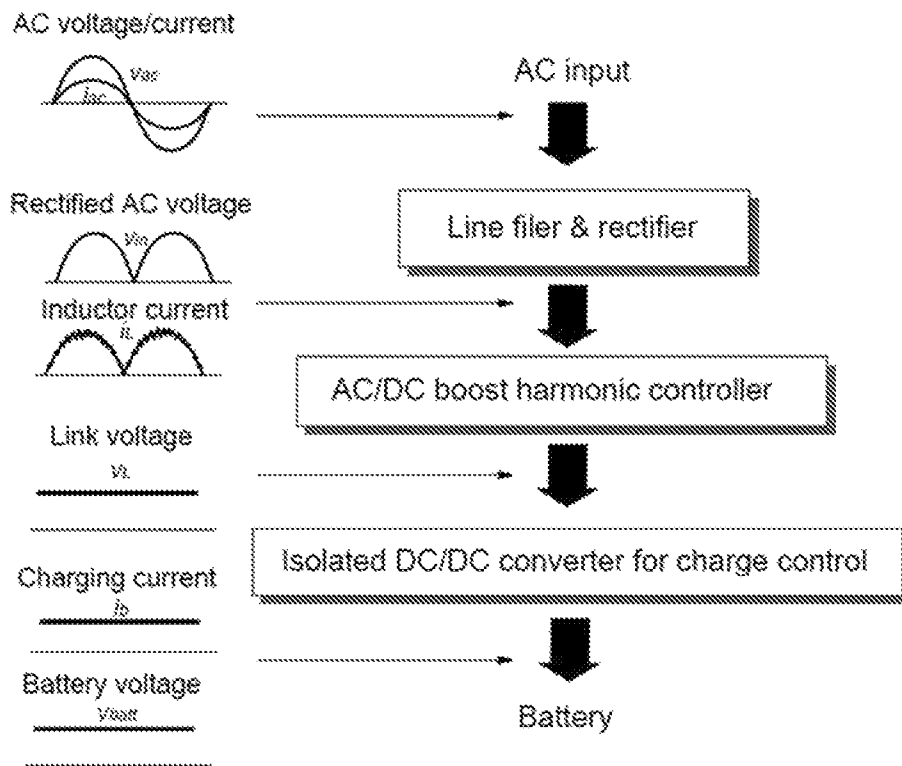 AC voltage/current
vac
iac
AC input
Rectified AC voltage
vin
Line filer & rectifier
Inductor current
iL
AC/DC boost harmonic controller
Link voltage
VL
Isolated DC/DC converter for charge control
Charging current
ib
Battery voltage
Vbatt
Battery